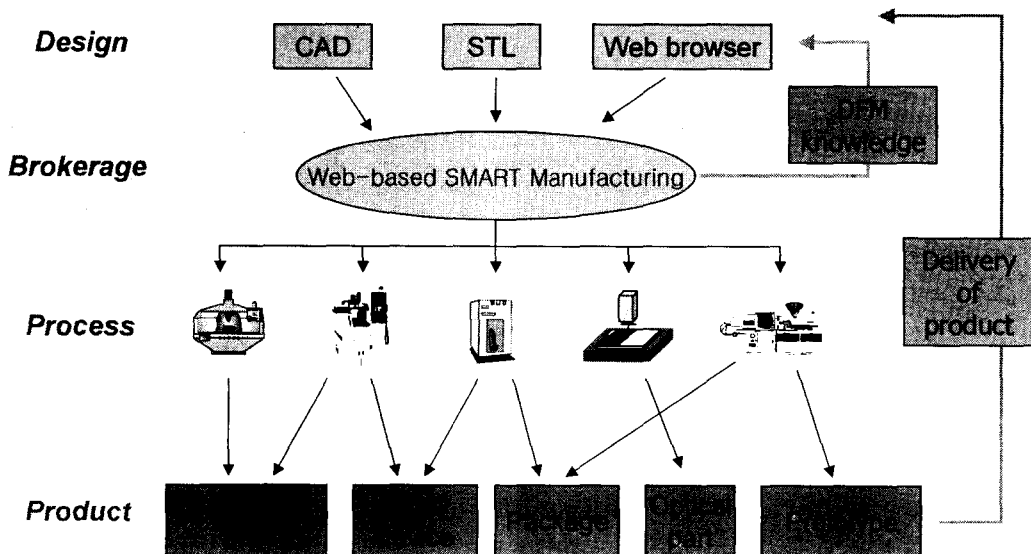 Design
CAD
STL
Web browser
DFM
knowledge
Brokerage
Web-based SMART Manufacturing
Delivery
of
product
Process
Product
Package
Optical
part